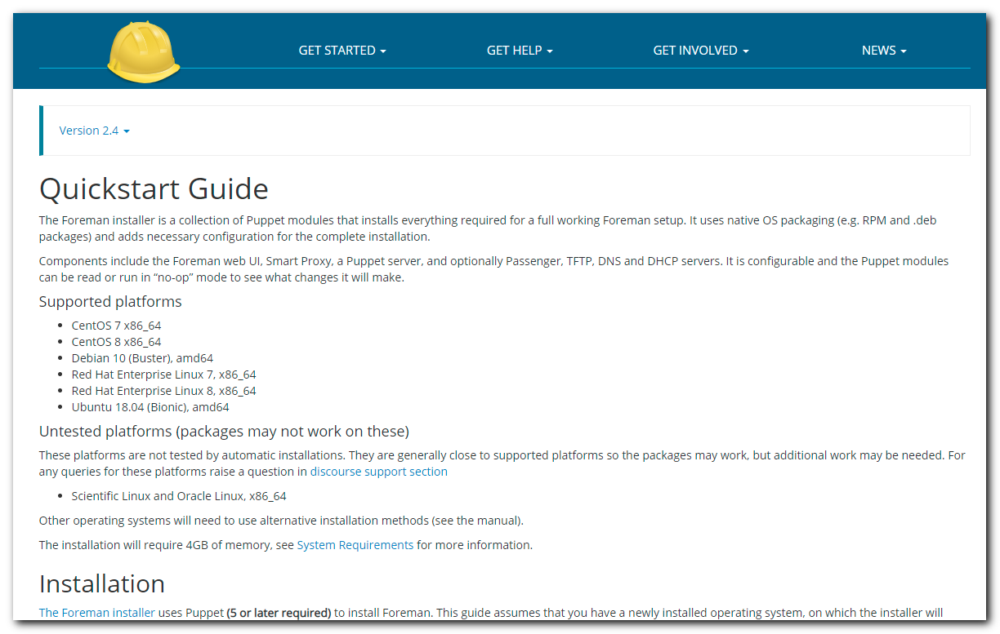 GET STARTED
GET HELP
GET INVOLVED
NEWS
Version 2.4
Quickstart Guide
The Foreman installer is a collection of Puppet modules that installs everything required for a full working Foreman setup. It uses native OS packaging (e.g. RPM and .deb
packages) and adds necessary configuration for the complete installation.
Components include the Foreman web UI, Smart Proxy, a Puppet server, and optionally Passenger, TFTP, DNS and DHCP servers. It is configurable and the Puppet modules
can be read or run in “no-op” mode to see what changes it will make.
Supported platforms
• CentOS 7 x86_64
• CentOS 8 x86_64
• Debian 10 (Buster), amd64
• Red Hat Enterprise Linux 7, x86_64
• Red Hat Enterprise Linux 8, x86_64
• Ubuntu 18.04 (Bionic), amd64
Untested platforms (packages may not work on these)
These platforms are not tested by automatic installations. They are generally close to supported platforms so the packages may work, but additional work may be needed. For
any queries for these platforms raise a question in discourse support section
• Scientific Linux and Oracle Linux, x86_64
Other operating systems will need to use alternative installation methods (see the manual).
The installation will require 4GB of memory, see System Requirements for more information.
Installation
The Foreman installer uses Puppet (5 or later required) to install Foreman. This guide assumes that you have a newly installed operating system, on which the installer will